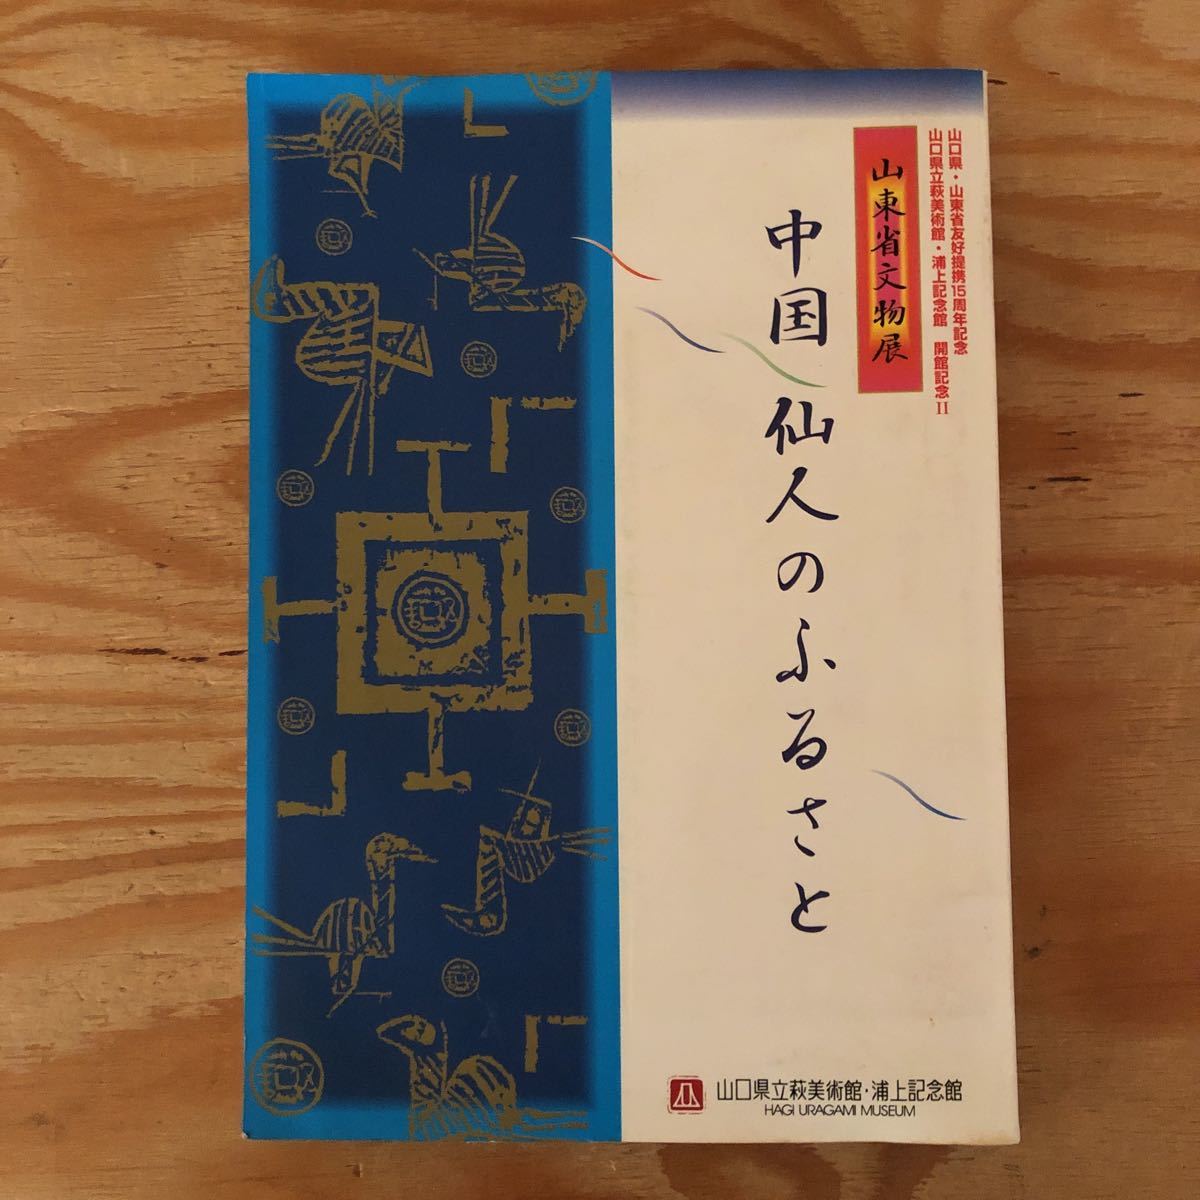 山口県・山東省友好提携15周年記念
山口県立萩美術館・浦上記念館 開館記念II
山東省文物展
中国仙人のふるさと
山口県立萩美術館・浦上記念館
HAGI URAGAMI MUSEUM